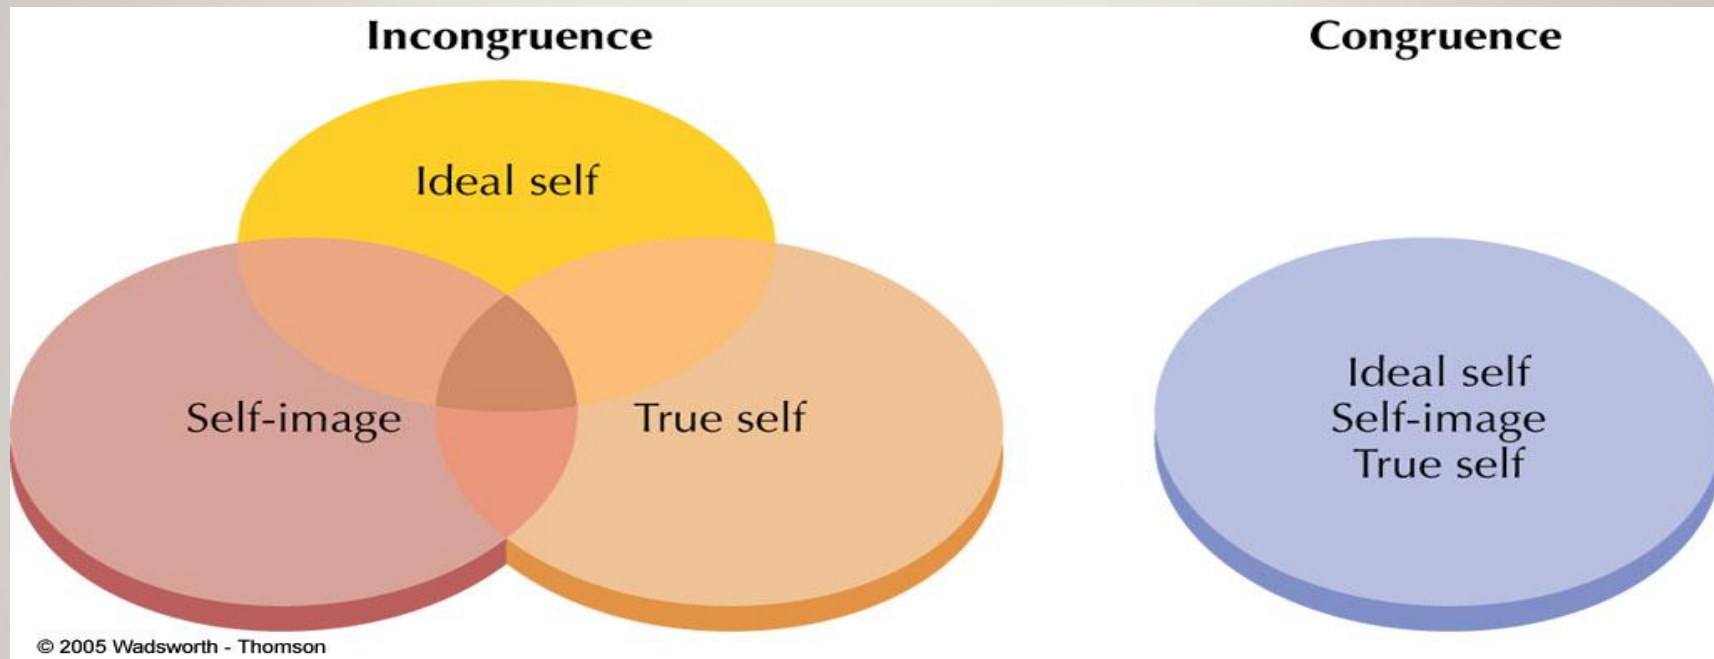 Incongruence
Ideal self
Self-image
True self
Congruence
Ideal self
Self-image
True self
© 2005 Wadsworth - Thomson